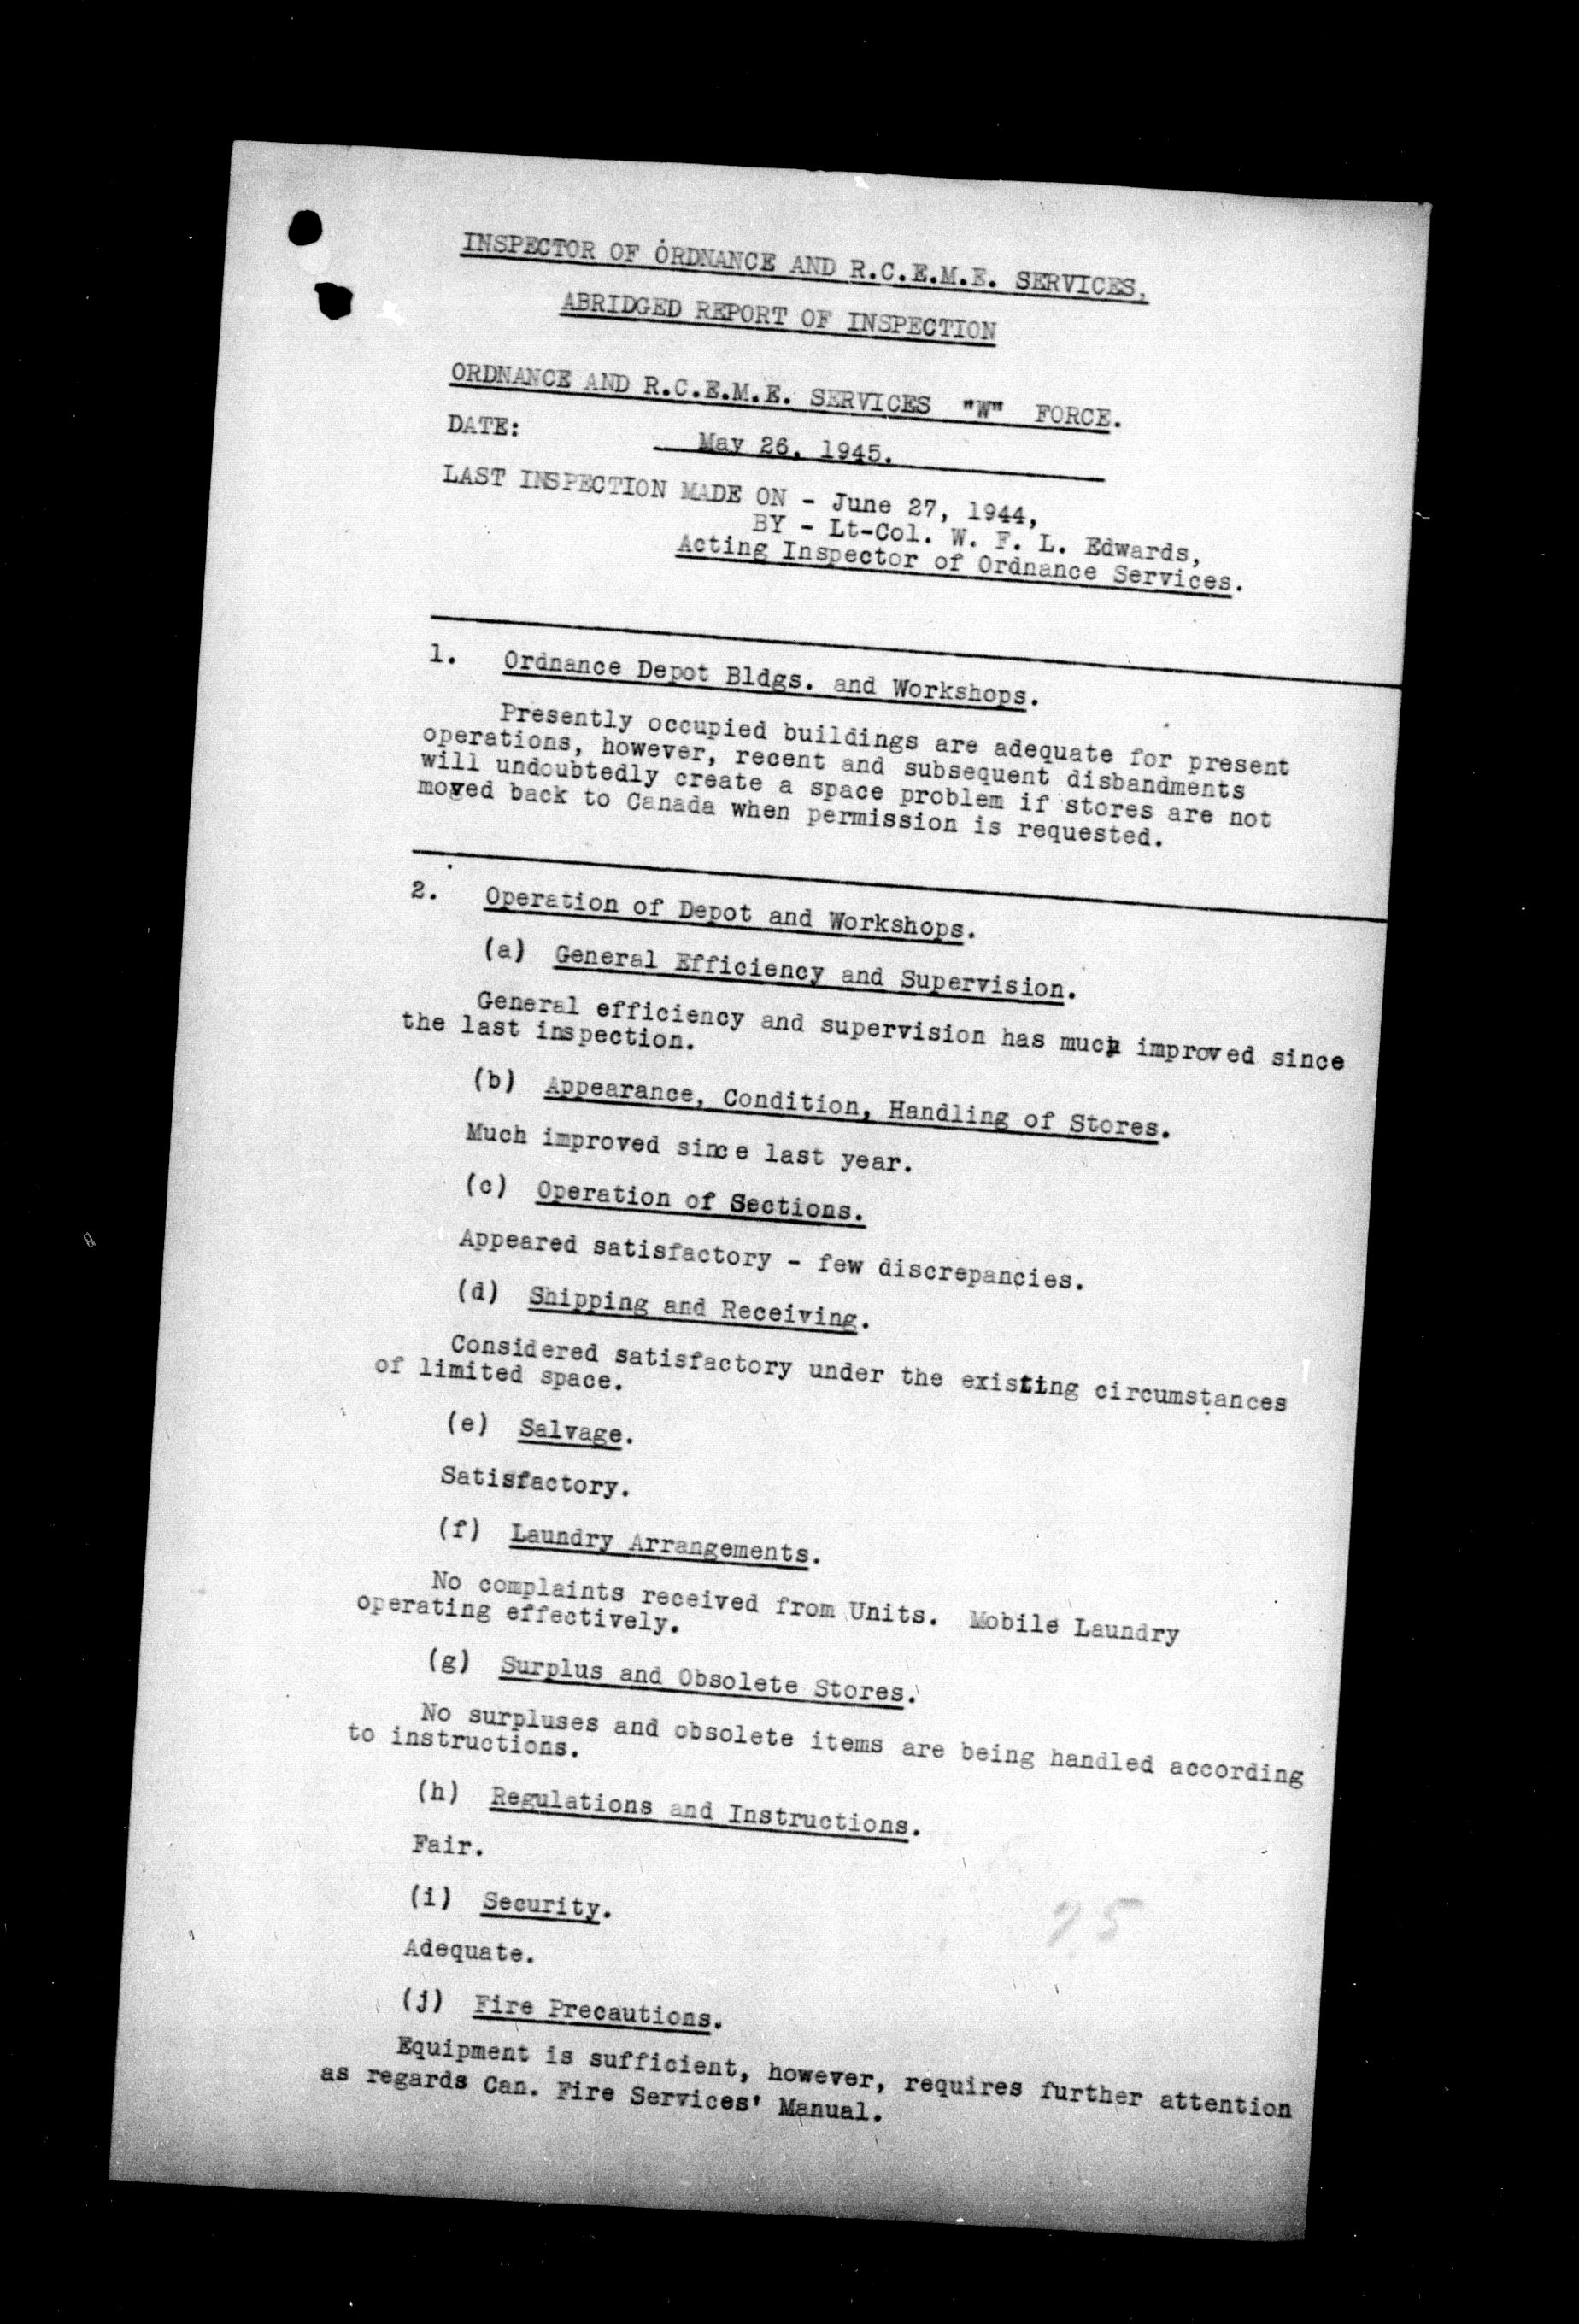 INSPECTOR OF ORDNANCE AND R.C.E.M.E. SERVICES,
ABRIDGED REPORT OF INSPECTION
ORDNANCE AND R.C.E.M.E. SERVICES "W" FORCE.
DATE: May 26, 1945.
LAST INSPECTION MADE ON - June 27, 1944,
BY - Lt-Col. W. F. L. Edwards,
Acting Inspector of Ordnance Services.
1. Ordnance Depot Bldgs. and Workshops.
Presently occupied buildings are adequate for present
operations, however, recent and subsequent disbandments
will undoubtedly create a space problem if stores are not
moved back to Canada when permission is requested.
2. Operation of Depot and Workshops.
(a) General Efficiency and Supervision.
General efficiency and supervision has much improved since
the last inspection.
(b) Appearance, Condition, Handling of Stores.
Much improved since last year.
(c) Operation of Sections.
Appeared satisfactory - few discrepancies.
(d) Shipping and Receiving.
Considered satisfactory under the existing circumstances
of limited space.
(e) Salvage.
Satisfactory.
(f) Laundry Arrangements.
No complaints received from Units. Mobile Laundry
operating effectively.
(g) Surplus and Obsolete Stores.
No surpluses and obsolete items are being handled according
to instructions.
(h) Regulations and Instructions.
Fair.
(i) Security.
75
Adequate.
(j) Fire Precautions.
Equipment is sufficient, however, requires further attention
as regards Can. Fire Services' Manual.